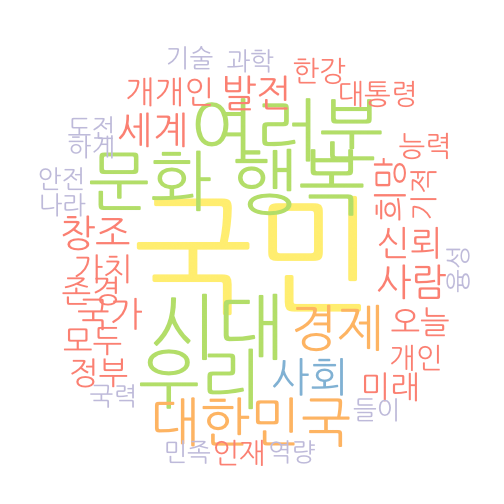 기술 과학
개개인 발전 한강 대통령
도전 세계 여러분 능력
하계 문화 행복 희망 기적
안전
나라 국민
창조 신뢰 융성
가치 사람
존경
국가 시대 경제 오늘
모두 개인
정부 우리 사회 미래
국력 대한민국 들이
민족 인재 역량